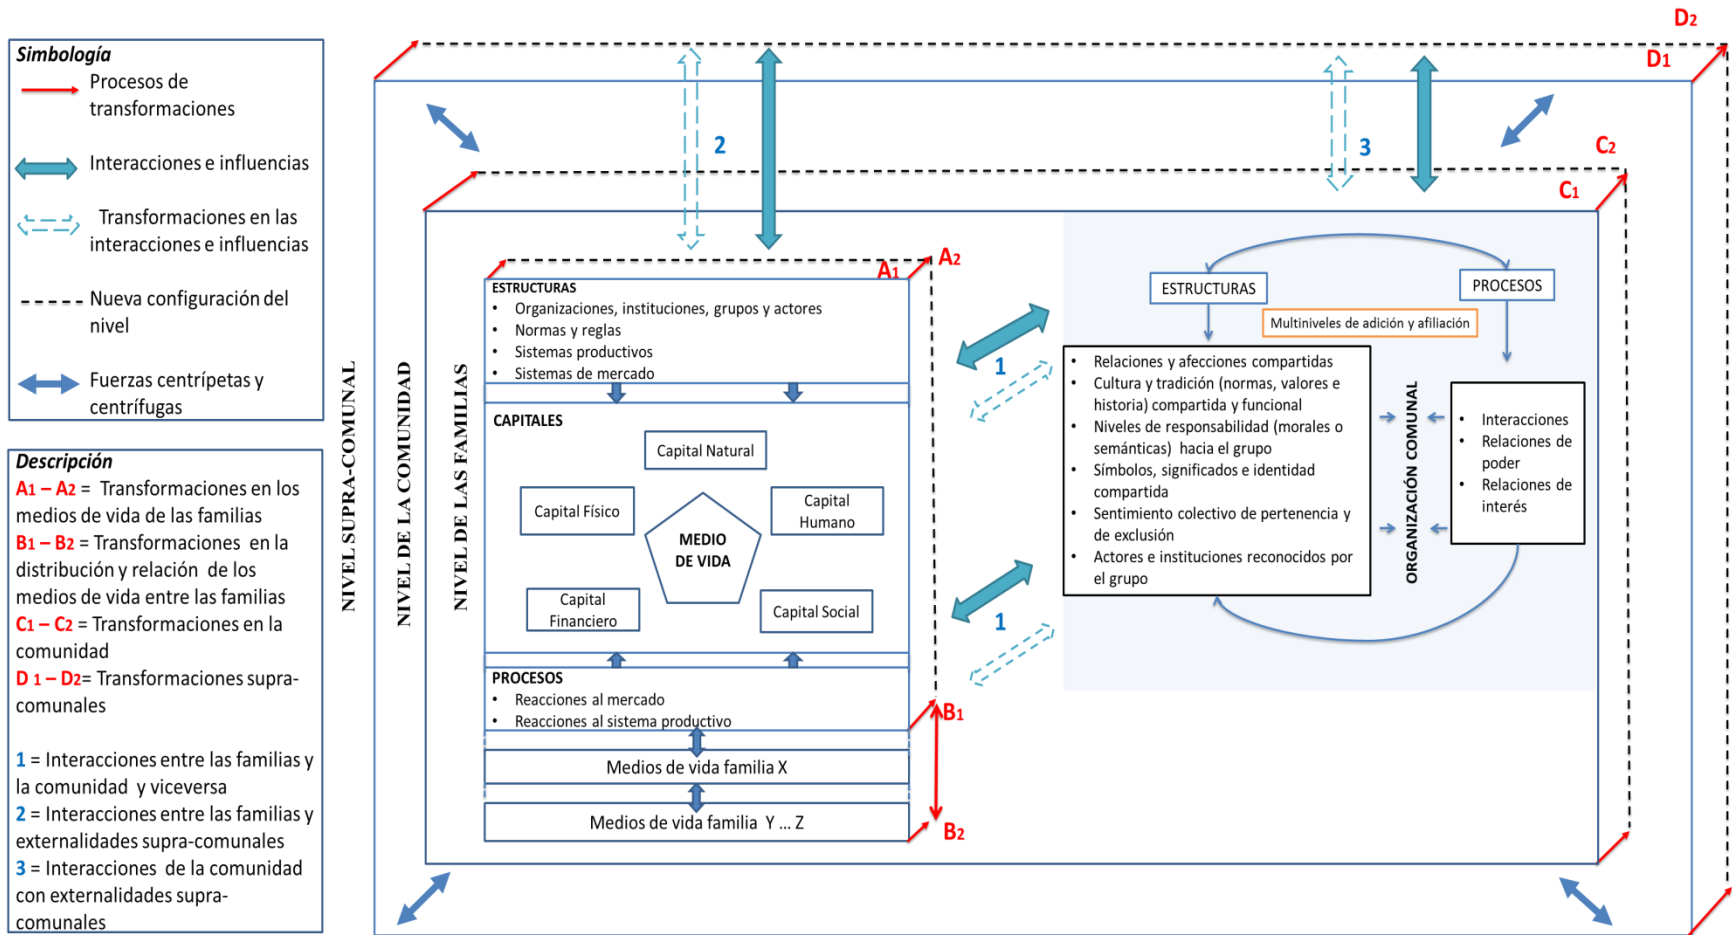 Simbología
Procesos de
transformaciones
Interacciones e influencias
Transformaciones en las
interacciones e influencias
Nueva configuración del
nivel
Fuerzas centrípetas y
centrífugas
Descripción
A1 – A2 = Transformaciones en los
medios de vida de las familias
B1 – B2 = Transformaciones en la
distribución y relación de los
medios de vida entre las familias
C1 – C2 = Transformaciones en la
comunidad
D 1 – D2= Transformaciones supra-
comunales
1 = Interacciones entre las familias y
la comunidad y viceversa
2 = Interacciones entre las familias y
externalidades supra-comunales
3 = Interacciones de la comunidad
con externalidades supra-
comunales
NIVEL SUPRA-COMUNAL
NIVEL DE LA COMUNIDAD
NIVEL DE LAS FAMILIAS
D2
D1
C2
C1
2
3
A1
A2
ESTRUCTURAS
• Organizaciones, instituciones, grupos y actores
• Normas y reglas
• Sistemas productivos
• Sistemas de mercado
CAPITALES
Capital Natural
Capital Físico
Capital
Humano
MEDIO
DE VIDA
Capital
Financiero
Capital Social
PROCESOS
• Reacciones al mercado
• Reacciones al sistema productivo
Medios de vida familia X
Medios de vida familia Y ... Z
B1
B2
1
1
ESTRUCTURAS
PROCESOS
Multiniveles de adición y afiliación
• Relaciones y afecciones compartidas
• Cultura y tradición (normas, valores e
historia) compartida y funcional
• Niveles de responsabilidad (morales o
semánticas) hacia el grupo
• Símbolos, significados e identidad
compartida
• Sentimiento colectivo de pertenencia y
de exclusión
• Actores e instituciones reconocidos por
el grupo
ORGANIZACIÓN COMUNAL
• Interacciones
• Relaciones de
poder
• Relaciones de
interés